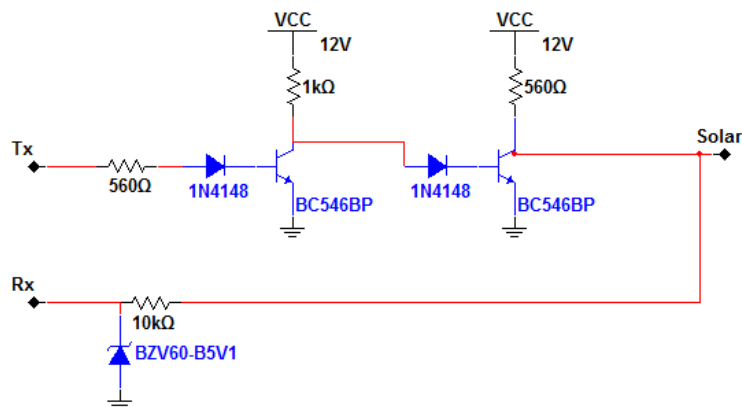 VCC
12V
1kΩ
VCC
12V
560Ω
Tx
560Ω
1N4148
BC546BP
1N4148
BC546BP
Solar
Rx
10kΩ
BZV60-B5V1